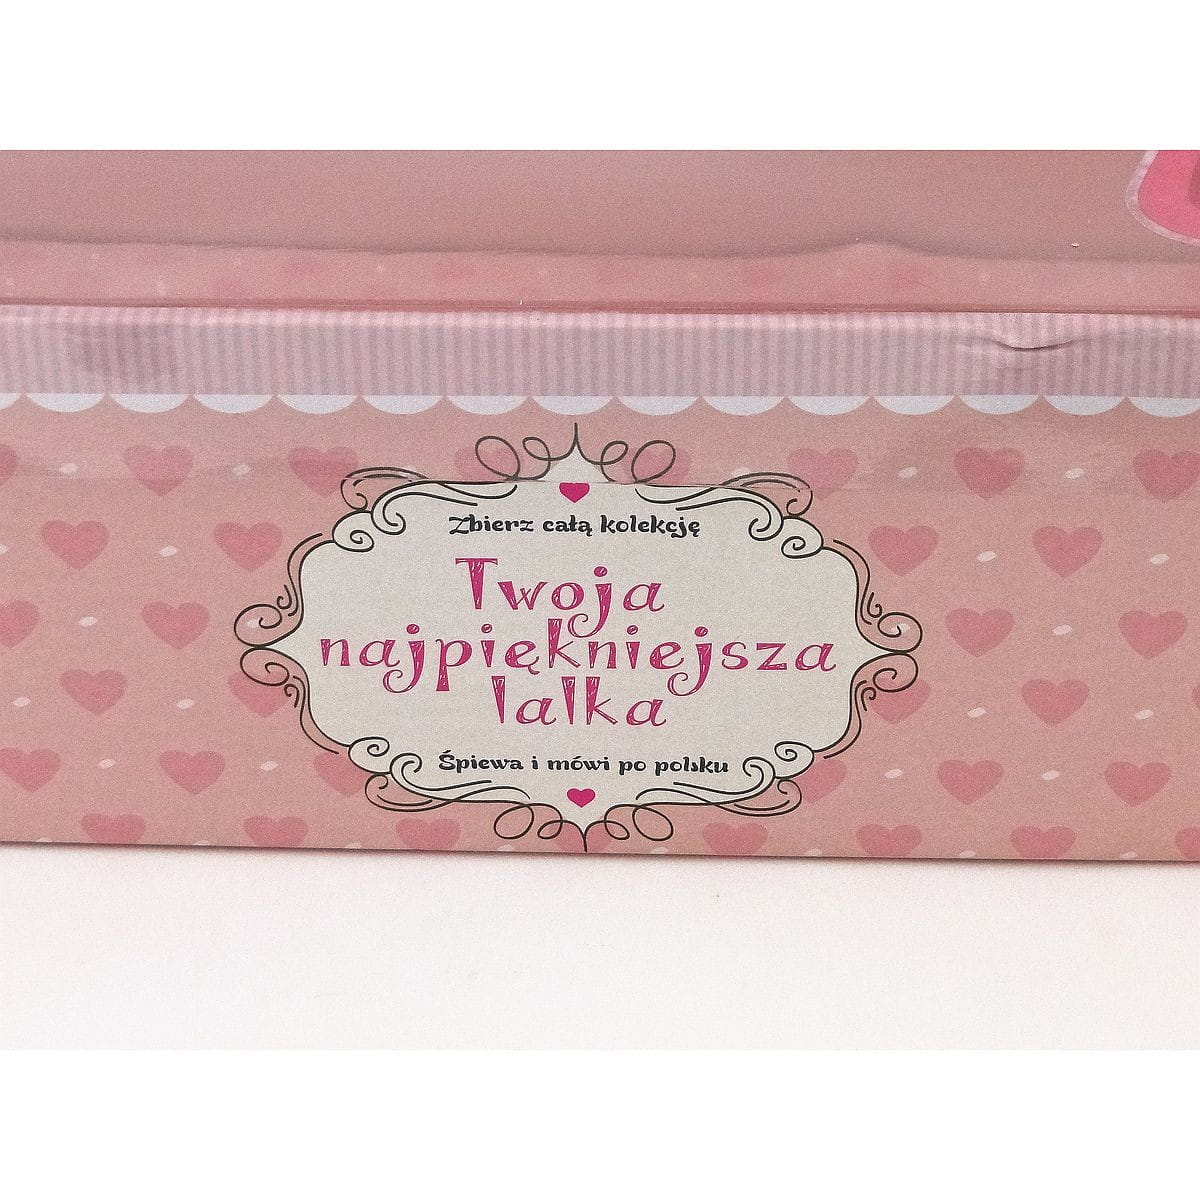 Zbierz całą kolekcję
Twoja
najpiękniejsza
lalka
Śpiewa i mówi po polsku